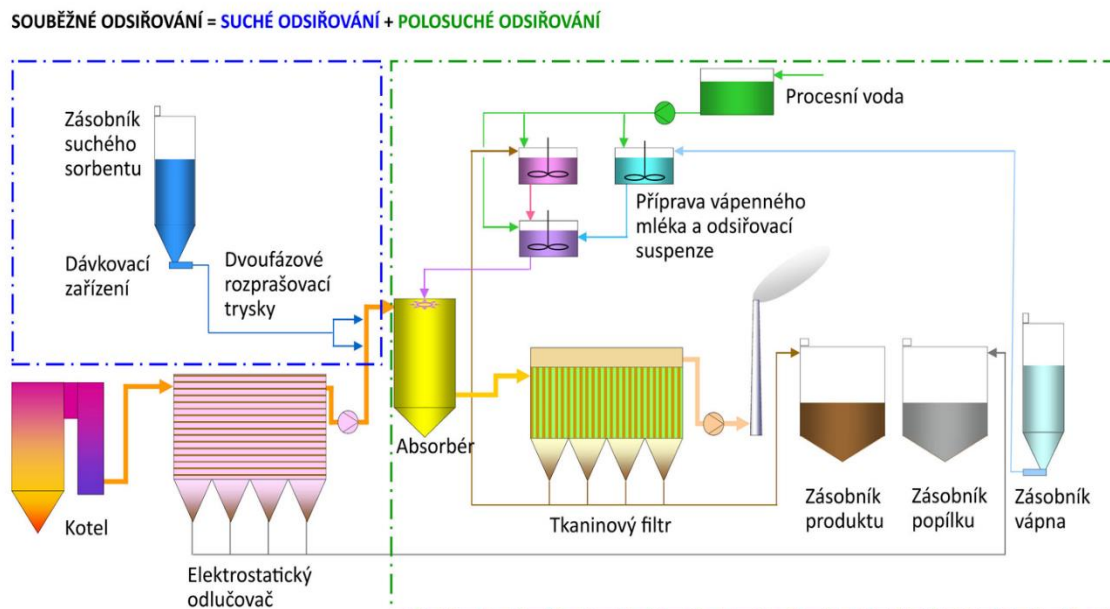 SOUBĚŽNÉ ODSIŘOVÁNÍ = SUCHÉ ODSIŘOVÁNÍ + POLOSUCHÉ ODSIŘOVÁNÍ
Zásobník
suchého
sorbentu
Dávkovací
zařízení
Dvoufázové
rozprašovací
trysky
Procesní voda
Příprava vápenného
mléka a odsiřovací
suspenze
Kotel
Elektrostatický
odlučovač
Absorbér
Tkaninový filtr
Zásobník
produktu
Zásobník
popílku
Zásobník
vápna